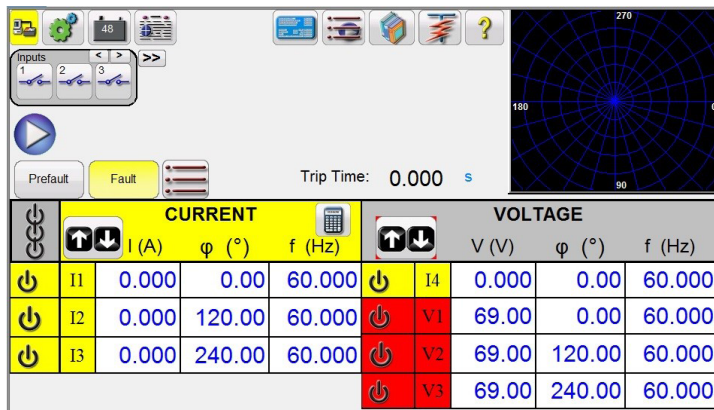 48
270
Inputs < > >>
1 2 3
180 0
Prefault Fault Trip Time: 0.000 s
90
CURRENT VOLTAGE
I (A) φ (°) f (Hz) V (V) φ (°) f (Hz)
I1 0.000 0.00 60.000 I4 0.000 0.00 60.000
I2 0.000 120.00 60.000 V1 69.00 0.00 60.000
I3 0.000 240.00 60.000 V2 69.00 120.00 60.000
V3 69.00 240.00 60.000